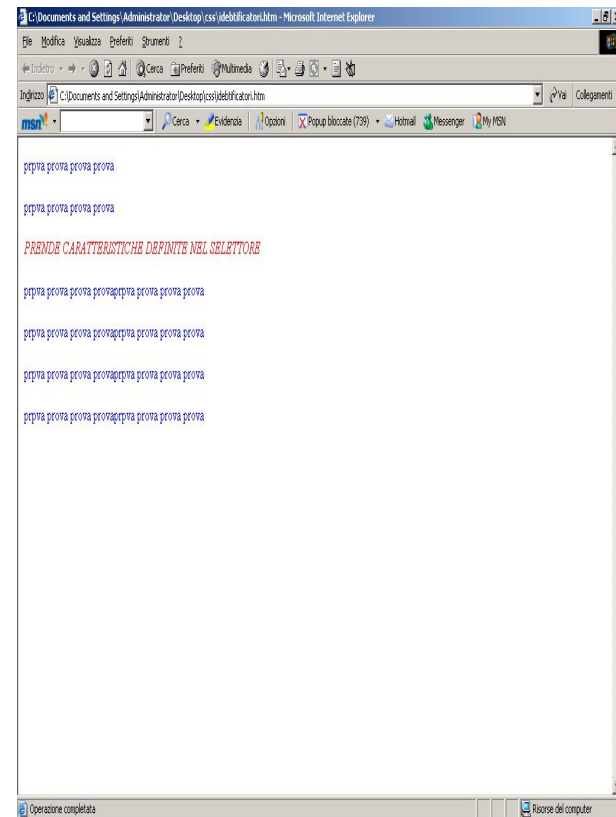 C:\Documents and Settings\Administrator\Desktop\css\idebtificatori.htm - Microsoft Internet Explorer
File Modifica Visualizza Preferiti Strumenti ?
Indietro Cerca Preferiti Multimedia
Indirizzo C:\Documents and Settings\Administrator\Desktop\css\idebtificatori.htm Vai Collegamenti
msn Cerca Evidenzia Opzioni Popup bloccate (739) Hotmail Messenger My MSN
prpva prova prova prova
prpva prova prova prova
PRENDE CARATTERISTICHE DEFINITE NEL SELETTORE
prpva prova prova provaprpva prova prova prova
prpva prova prova provaprpva prova prova prova
prpva prova prova provaprpva prova prova prova
prpva prova prova provaprpva prova prova prova
Operazione completata Risorse del computer